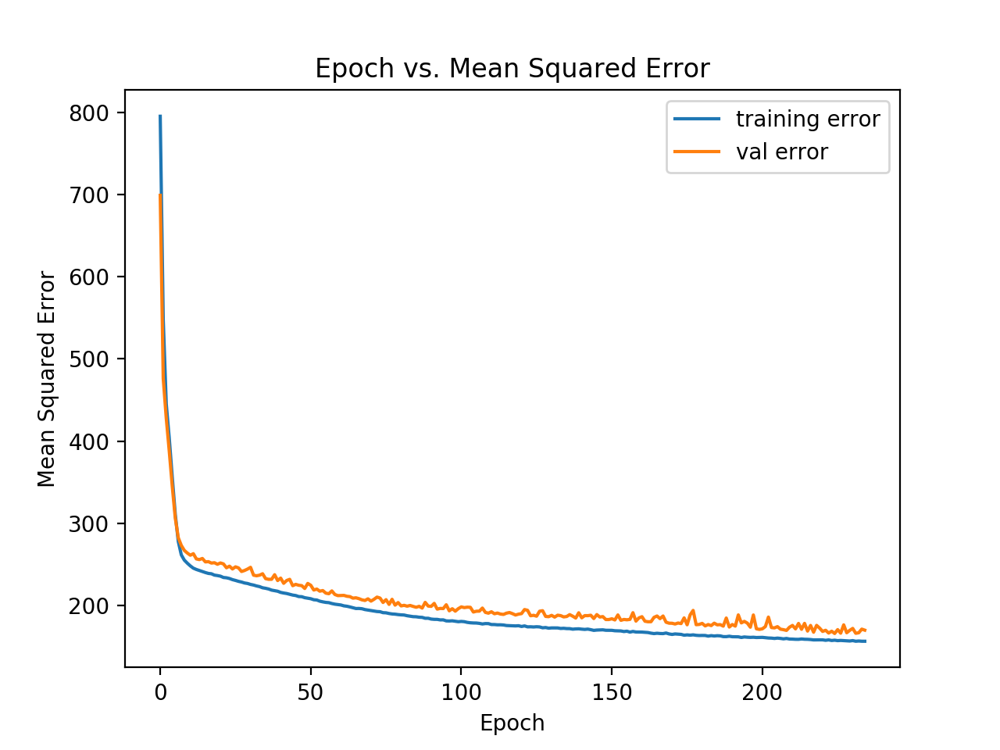 Epoch vs. Mean Squared Error
training error
val error
800
700
600
500
400
300
200
Mean Squared Error
0 50 100 150 200
Epoch